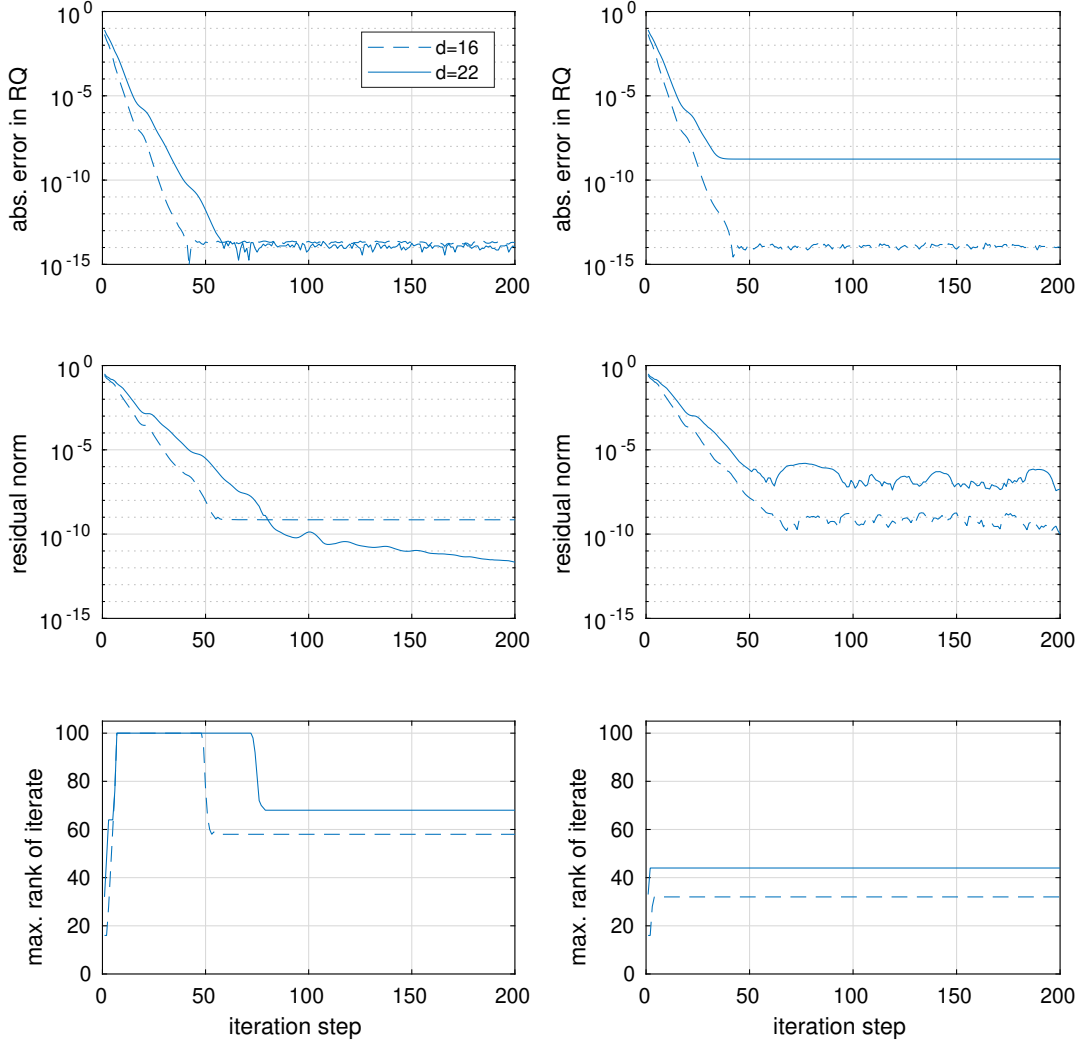 abs. error in RQ
10^0
10^-5
10^-10
10^-15
0 50 100 150 200
d=16
d=22
abs. error in RQ
10^0
10^-5
10^-10
10^-15
0 50 100 150 200
residual norm
10^0
10^-5
10^-10
10^-15
0 50 100 150 200
residual norm
10^0
10^-5
10^-10
10^-15
0 50 100 150 200
max. rank of iterate
100
80
60
40
20
0
0 50 100 150 200
iteration step
max. rank of iterate
100
80
60
40
20
0
0 50 100 150 200
iteration step